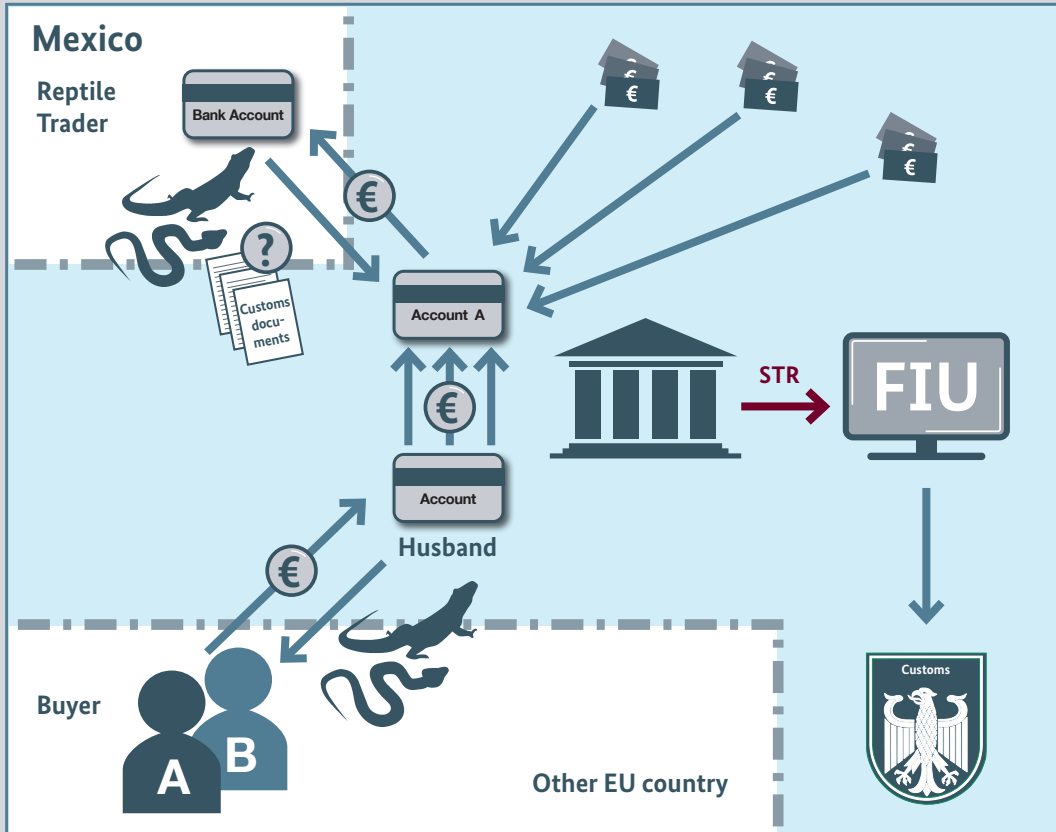 Mexico
Reptile
Trader
Bank Account
€
€
€
€
€
€
€
€
€
€
?
Customs
docu-
ments
Account A
STR
FIU
€
Account
Husband
€
Customs
Buyer
A
B
Other EU country